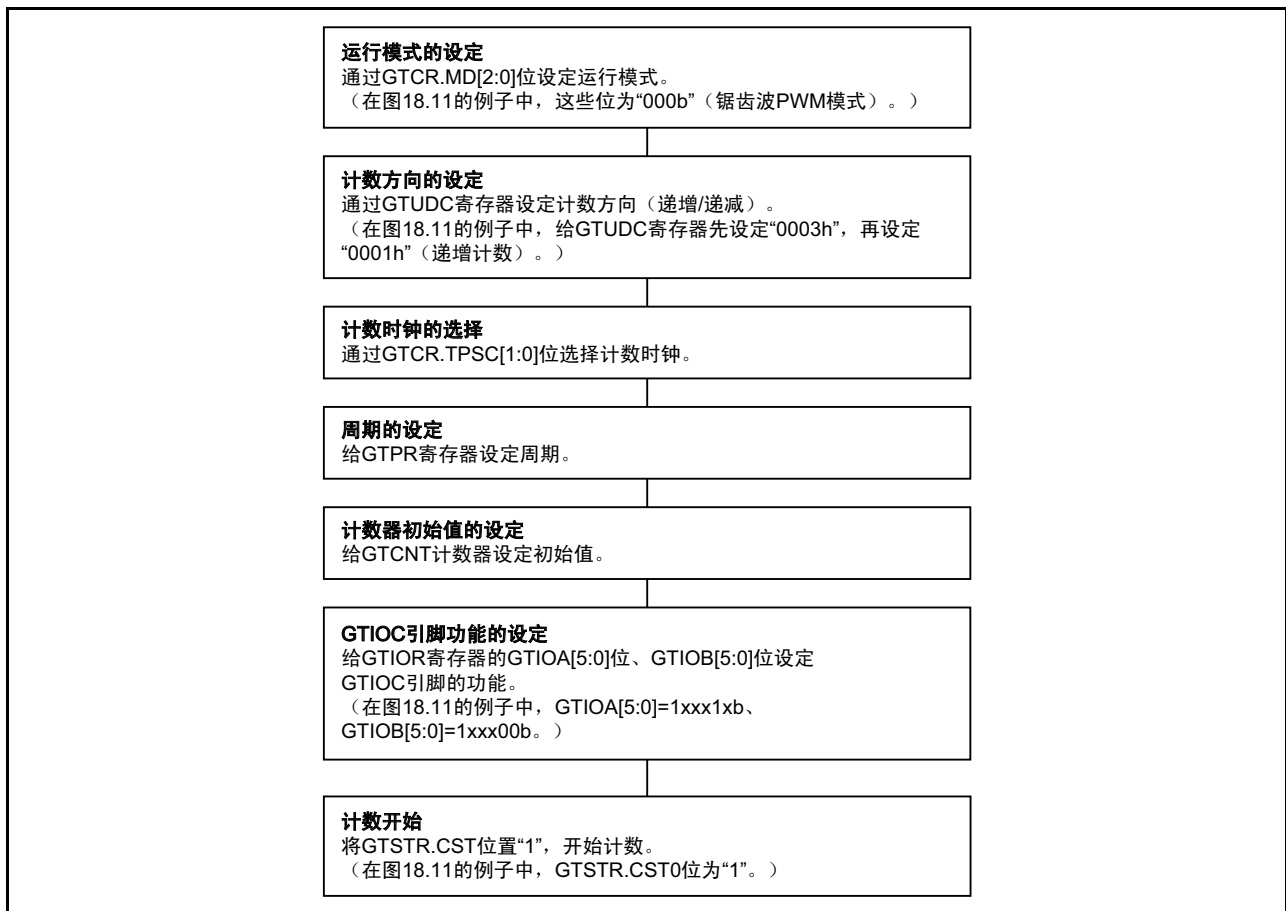 运行模式的设定
通过GTCR.MD[2:0]位设定运行模式。
（在图18.11的例子中，这些位为“000b”（锯齿波PWM模式）。）
计数方向的设定
通过GTUDC寄存器设定计数方向（递增/递减）。
（在图18.11的例子中，给GTUDC寄存器先设定“0003h”，再设定
“0001h”（递增计数）。）
计数时钟的选择
通过GTCR.TPSC[1:0]位选择计数时钟。
周期的设定
给GTPR寄存器设定周期。
计数器初始值的设定
给GTCNT计数器设定初始值。
GTIOC引脚功能的设定
给GTIOR寄存器的GTIOA[5:0]位、GTIOB[5:0]位设定
GTIOC引脚的功能。
（在图18.11的例子中，GTIOA[5:0]=1xxx1xb、
GTIOB[5:0]=1xxx00b。）
计数开始
将GTSTR.CST位置“1”，开始计数。
（在图18.11的例子中，GTSTR.CST0位为“1”。）